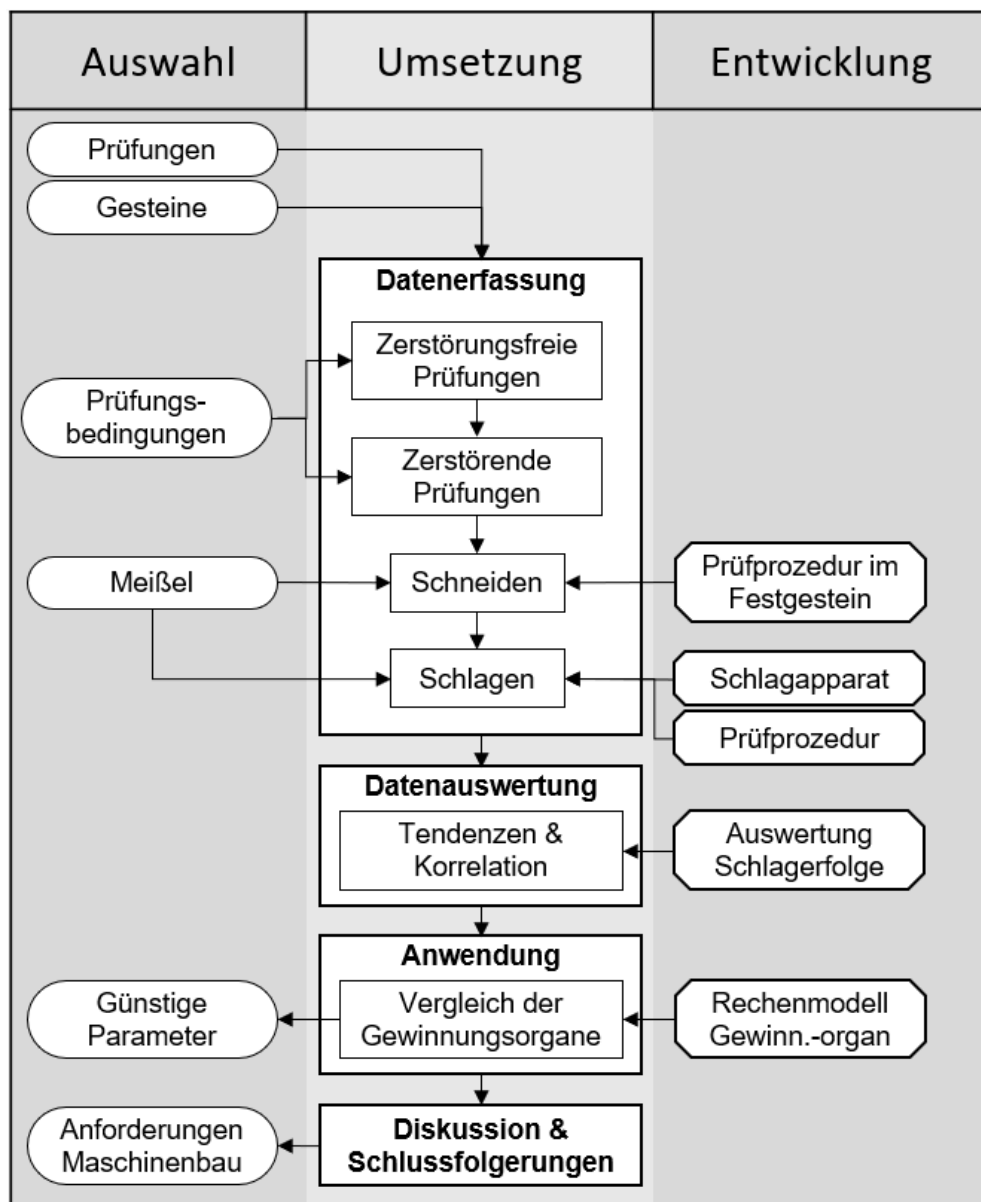 Auswahl
Umsetzung
Entwicklung
Prüfungen
Gesteine
Datenerfassung
Zerstörungsfreie
Prüfungen
Prüfungs-
bedingungen
Zerstörende
Prüfungen
Meißel
Schneiden
Prüfprozedur im
Festgestein
Schlagen
Schlagapparat
Prüfprozedur
Datenauswertung
Tendenzen &
Korrelation
Auswertung
Schlagerfolge
Anwendung
Günstige
Parameter
Vergleich der
Gewinnungsorgane
Rechenmodell
Gewinn.-organ
Anforderungen
Maschinenbau
Diskussion &
Schlussfolgerungen